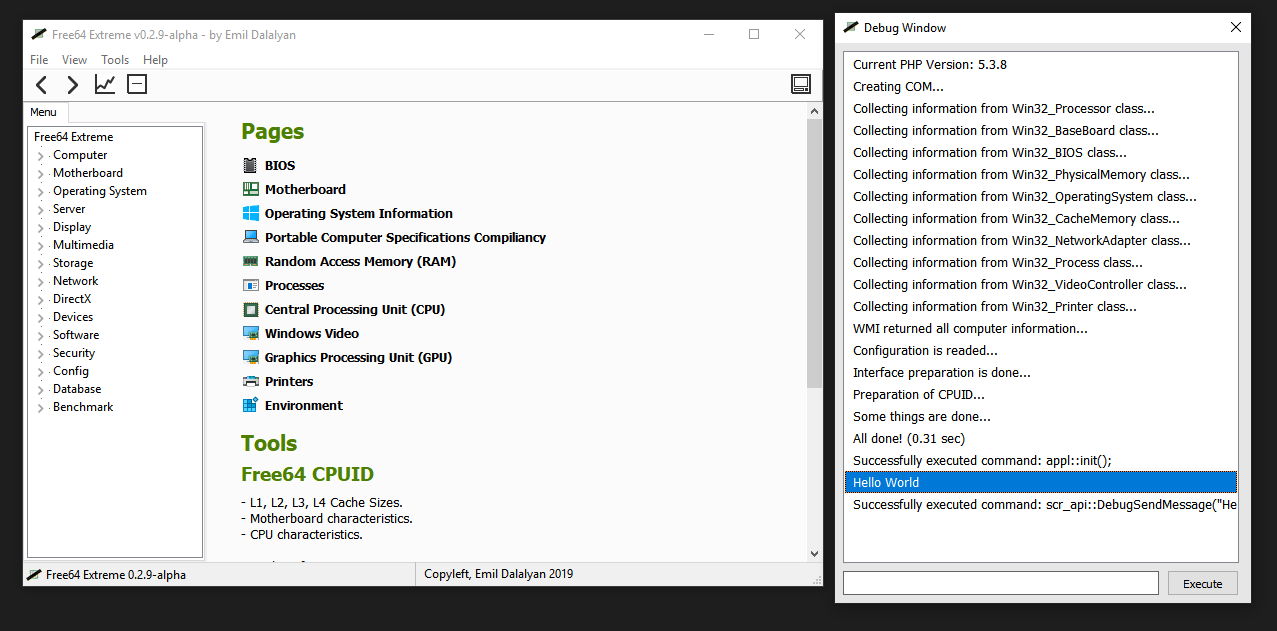 Free64 Extreme v0.2.9-alpha - by Emil Dalalyan
File View Tools Help
Menu
Free64 Extreme
Computer
Motherboard
Operating System
Server
Display
Multimedia
Storage
Network
DirectX
Devices
Software
Security
Config
Database
Benchmark
Pages
BIOS
Motherboard
Operating System Information
Portable Computer Specifications Compiliancy
Random Access Memory (RAM)
Processes
Central Processing Unit (CPU)
Windows Video
Graphics Processing Unit (GPU)
Printers
Environment
Tools
Free64 CPUID
- L1, L2, L3, L4 Cache Sizes.
- Motherboard characteristics.
- CPU characteristics.
Free64 Extreme 0.2.9-alpha
Copyleft, Emil Dalalyan 2019
Debug Window
Current PHP Version: 5.3.8
Creating COM...
Collecting information from Win32_Processor class...
Collecting information from Win32_BaseBoard class...
Collecting information from Win32_BIOS class...
Collecting information from Win32_PhysicalMemory class...
Collecting information from Win32_OperatingSystem class...
Collecting information from Win32_CacheMemory class...
Collecting information from Win32_NetworkAdapter class...
Collecting information from Win32_Process class...
Collecting information from Win32_VideoController class...
Collecting information from Win32_Printer class...
WMI returned all computer information...
Configuration is readed...
Interface preparation is done...
Preparation of CPUID...
Some things are done...
All done! (0.31 sec)
Successfully executed command: appl::init();
Hello World
Successfully executed command: scr_api::DebugSendMessage("He
Execute